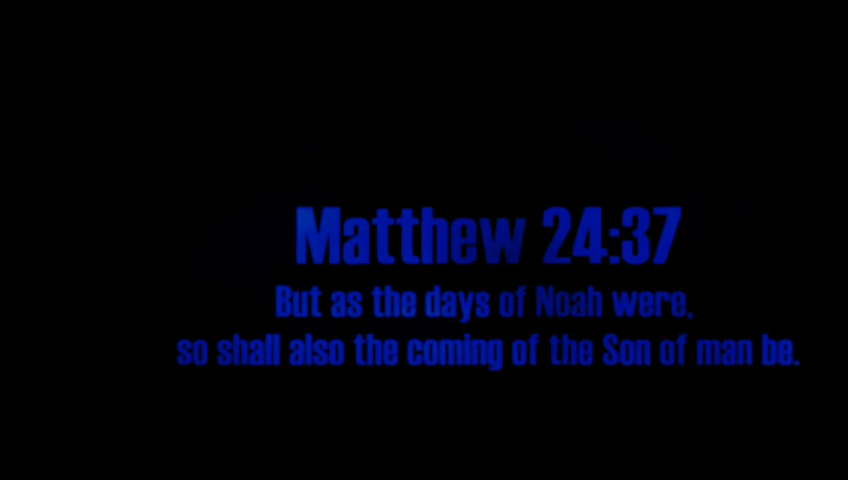 Matthew 24:37
But as the days of Noah were,
so shall also the coming of the Son of man be.